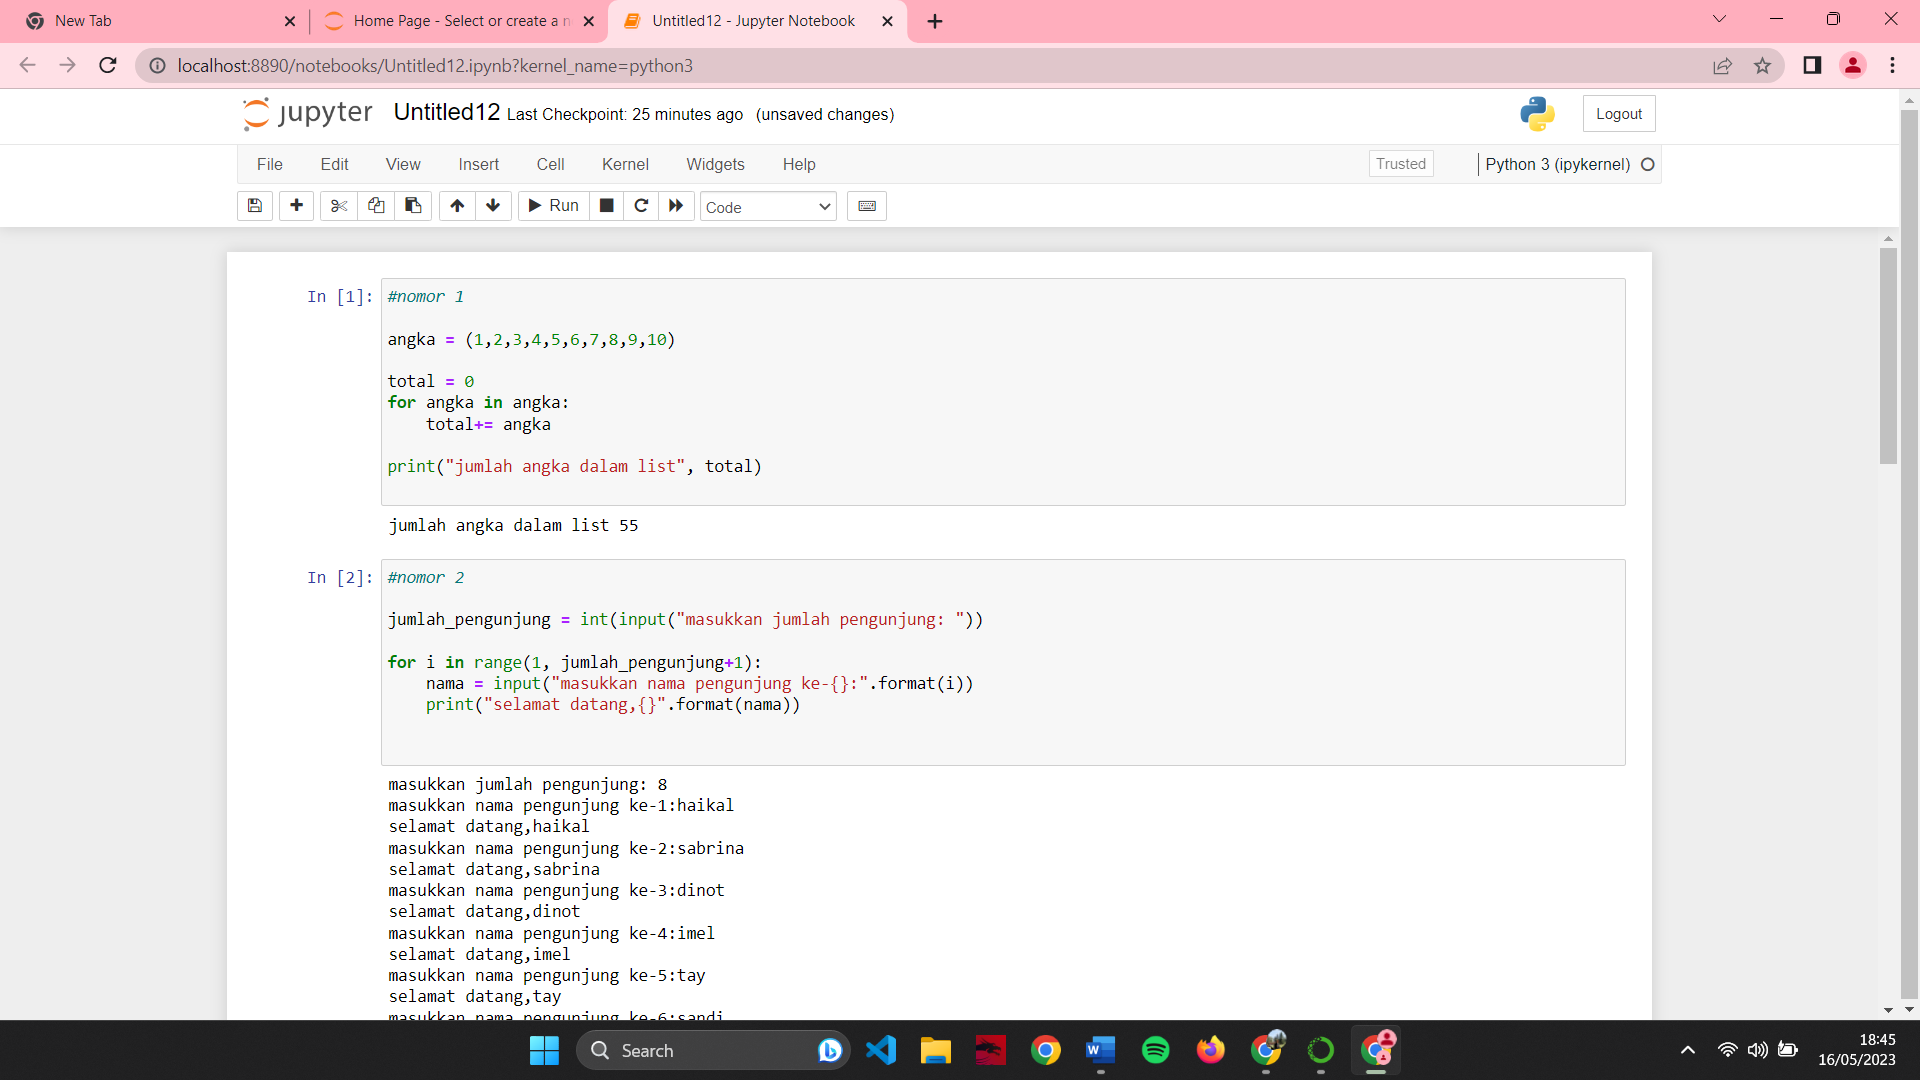 New Tab
Home Page - Select or create a n
Untitled12 - Jupyter Notebook
localhost:8890/notebooks/Untitled12.ipynb?kernel_name=python3
jupyter Untitled12 Last Checkpoint: 25 minutes ago (unsaved changes)
Logout
File Edit View Insert Cell Kernel Widgets Help
Trusted
Python 3 (ipykernel)
Run
Code
In [1]:
#nomor 1
angka = (1,2,3,4,5,6,7,8,9,10)
total = 0
for angka in angka:
    total+= angka
print("jumlah angka dalam list", total)
jumlah angka dalam list 55
In [2]:
#nomor 2
jumlah_pengunjung = int(input("masukkan jumlah pengunjung: "))
for i in range(1, jumlah_pengunjung+1):
    nama = input("masukkan nama pengunjung ke-{}:".format(i))
    print("selamat datang,{}".format(nama))
masukkan jumlah pengunjung: 8
masukkan nama pengunjung ke-1:haikal
selamat datang,haikal
masukkan nama pengunjung ke-2:sabrina
selamat datang,sabrina
masukkan nama pengunjung ke-3:dinot
selamat datang,dinot
masukkan nama pengunjung ke-4:imel
selamat datang,imel
masukkan nama pengunjung ke-5:tay
selamat datang,tay
masukkan nama pengunjung ke-6:sandi
Search
18:45
16/05/2023